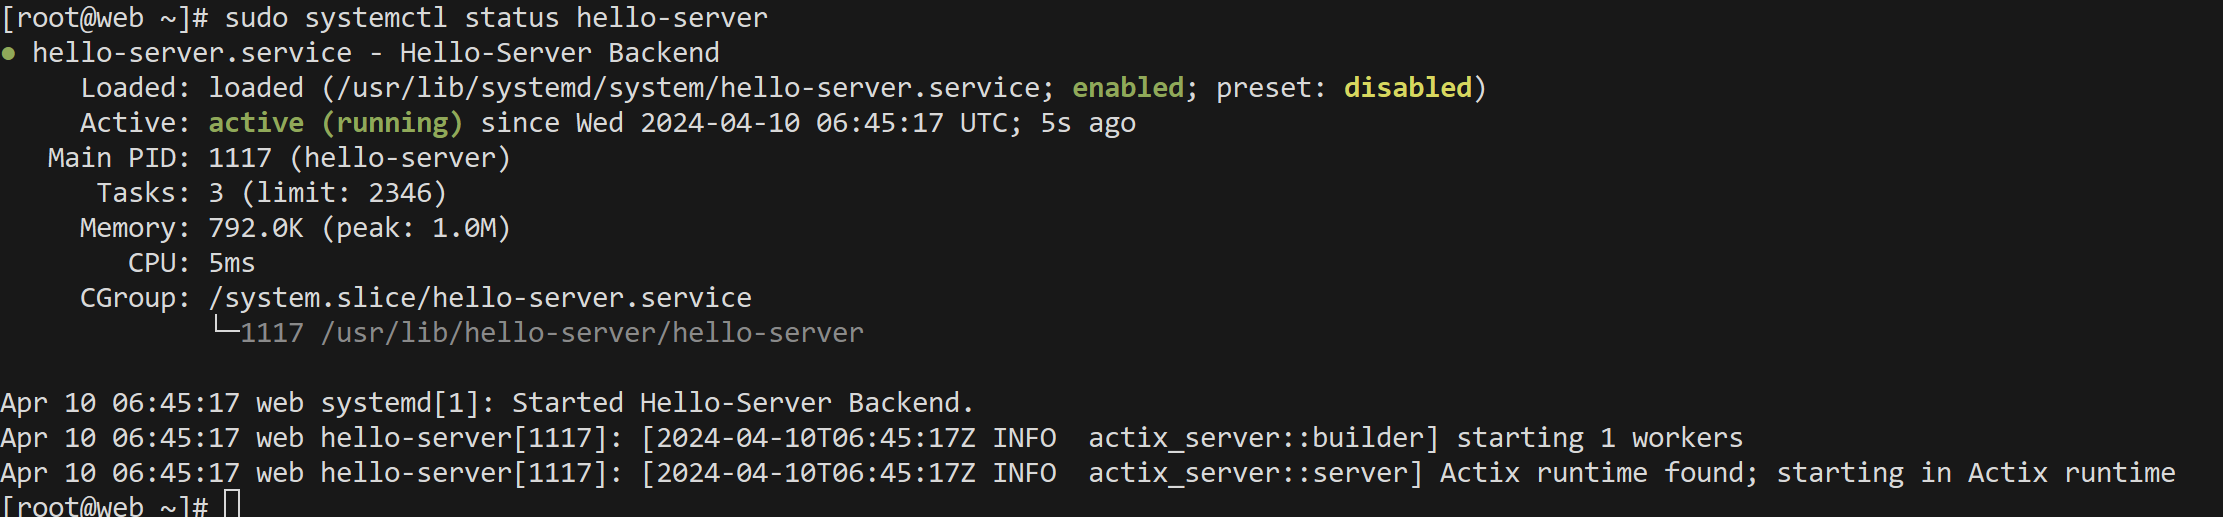 [root@web ~]# sudo systemctl status hello-server
● hello-server.service - Hello-Server Backend
     Loaded: loaded (/usr/lib/systemd/system/hello-server.service; enabled; preset: disabled)
     Active: active (running) since Wed 2024-04-10 06:45:17 UTC; 5s ago
   Main PID: 1117 (hello-server)
      Tasks: 3 (limit: 2346)
     Memory: 792.0K (peak: 1.0M)
        CPU: 5ms
     CGroup: /system.slice/hello-server.service
             └─1117 /usr/lib/hello-server/hello-server

Apr 10 06:45:17 web systemd[1]: Started Hello-Server Backend.
Apr 10 06:45:17 web hello-server[1117]: [2024-04-10T06:45:17Z INFO  actix_server::builder] starting 1 workers
Apr 10 06:45:17 web hello-server[1117]: [2024-04-10T06:45:17Z INFO  actix_server::server] Actix runtime found; starting in Actix runtime
[root@web ~]#